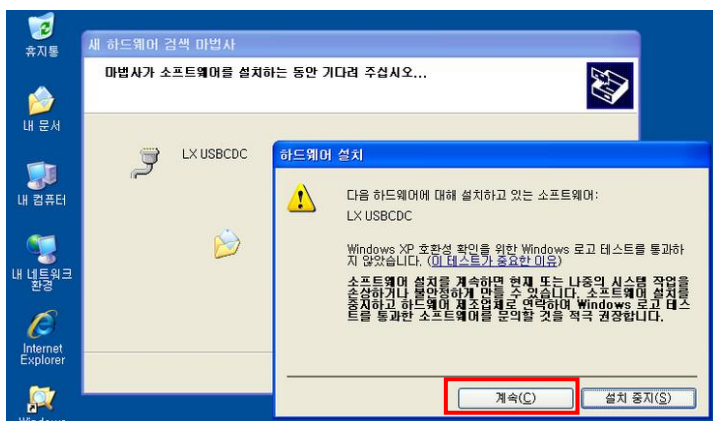 휴지통
내 문서
내 컴퓨터
내 네트워크
환경
Internet
Explorer
새 하드웨어 검색 마법사
마법사가 소프트웨어를 설치하는 동안 기다려 주십시오...
LX USBCDC
하드웨어 설치
다음 하드웨어에 대해 설치하고 있는 소프트웨어:
LX USBCDC
Windows XP 호환성 확인을 위한 Windows 로고 테스트를 통과하
지 않았습니다. (이 테스트가 중요한 이유)
소프트웨어 설치를 계속하면 현재 또는 나중의 시스템 작업을
손상하거나 불안정하게 만들 수 있습니다. 소프트웨어 설치를
중지하고 하드웨어 제조업체로 연락하여 Windows 로고 테스
트를 통과한 소프트웨어를 문의할 것을 적극 권장합니다.
계속(C)
설치 중지(S)